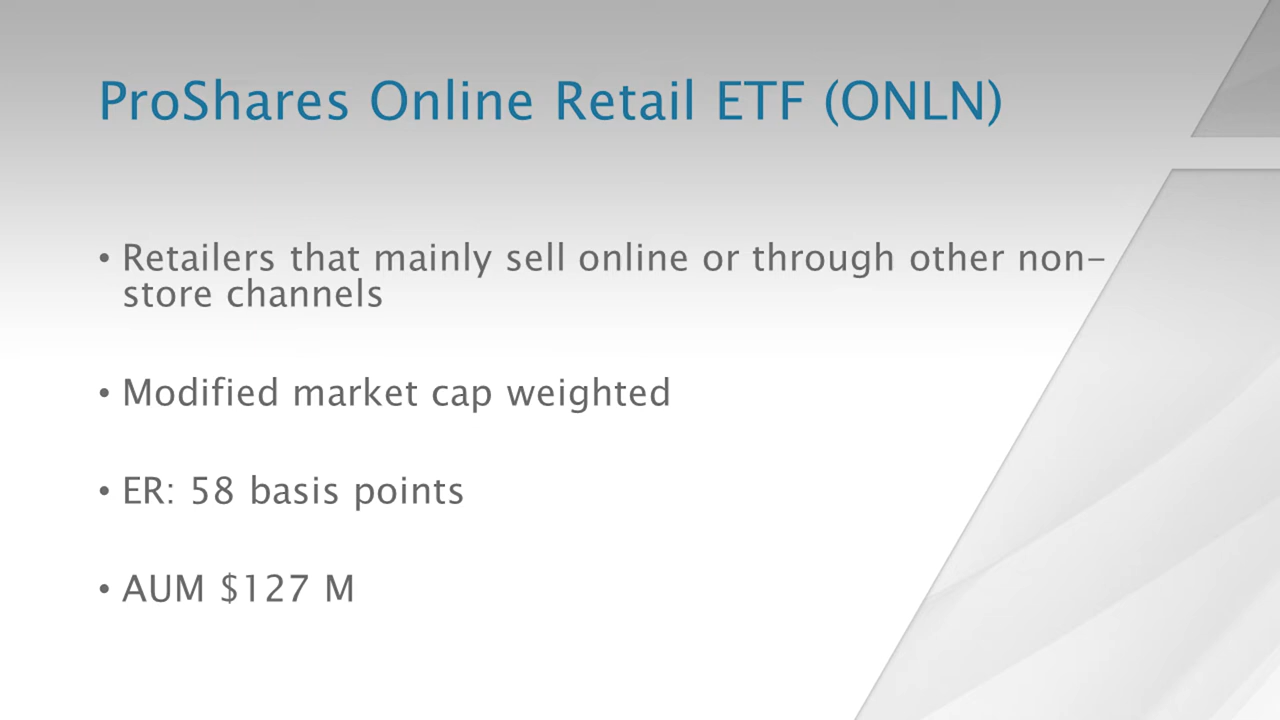 ProShares Online Retail ETF (ONLN)
• Retailers that mainly sell online or through other non-
store channels
• Modified market cap weighted
• ER: 58 basis points
• AUM $127 M